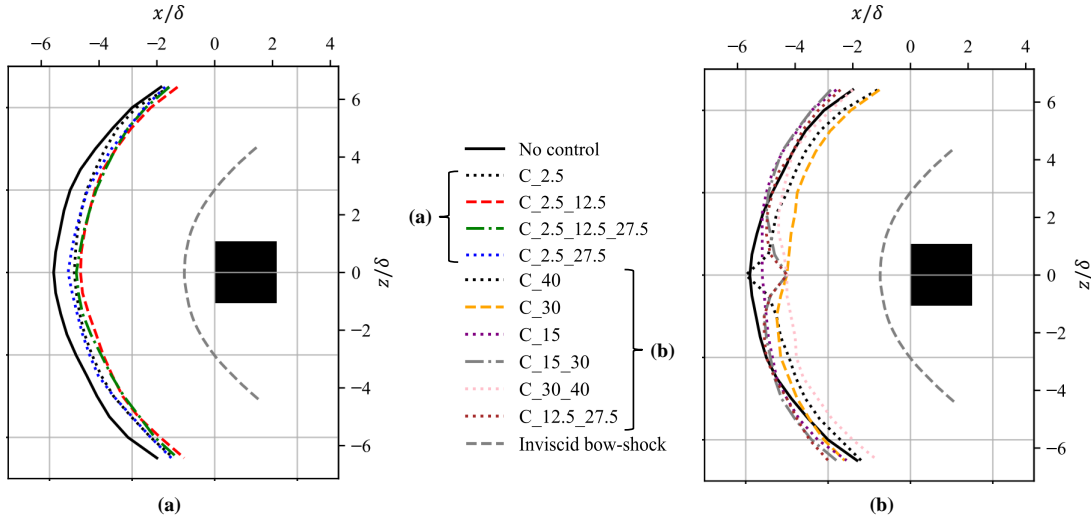 x/δ
−6 −4 −2 0 2 4
6
4
2
0
−2
−4
−6
z/δ
(a)
No control
C_2.5
C_2.5_12.5
C_2.5_12.5_27.5
C_2.5_27.5
C_40
C_30
C_15
C_15_30
C_30_40
C_12.5_27.5
Inviscid bow-shock
(a)
(b)
x/δ
−6 −4 −2 0 2 4
6
4
2
0
−2
−4
−6
z/δ
(b)